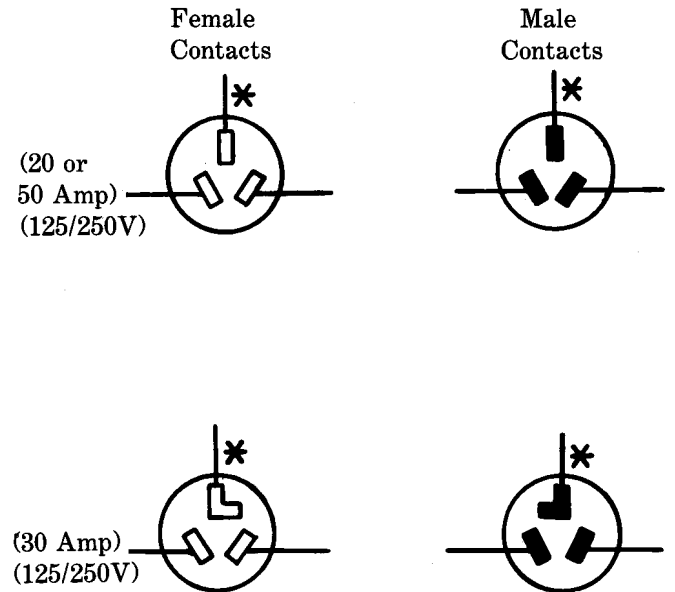 Female
Contacts
Male
Contacts
*
*
(20 or
50 Amp)
(125/250V)
*
*
(30 Amp)
(125/250V)